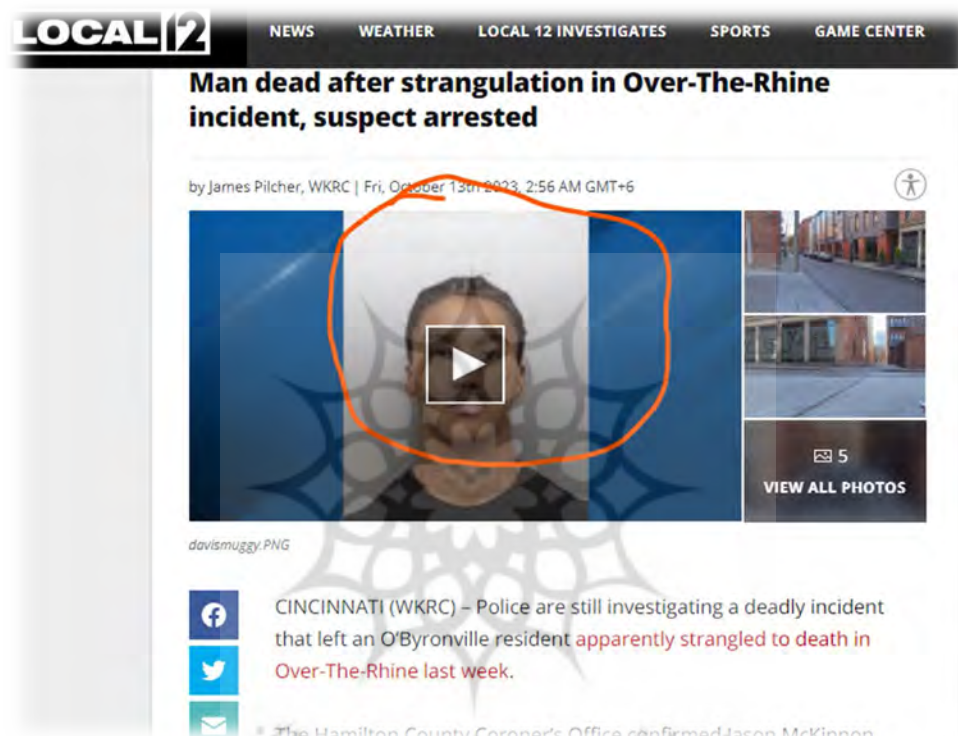 LOCAL 12
NEWS WEATHER LOCAL 12 INVESTIGATES SPORTS GAME CENTER
Man dead after strangulation in Over-The-Rhine
incident, suspect arrested
by James Pilcher, WKRC | Fri, October 13th 2023, 2:56 AM GMT+6
5
VIEW ALL PHOTOS
davismuggy.PNG
CINCINNATI (WKRC) – Police are still investigating a deadly incident
that left an O'Bryonville resident apparently strangled to death in
Over-The-Rhine last week.
The Hamilton County Coroner's Office confirmed Jason McKinnon